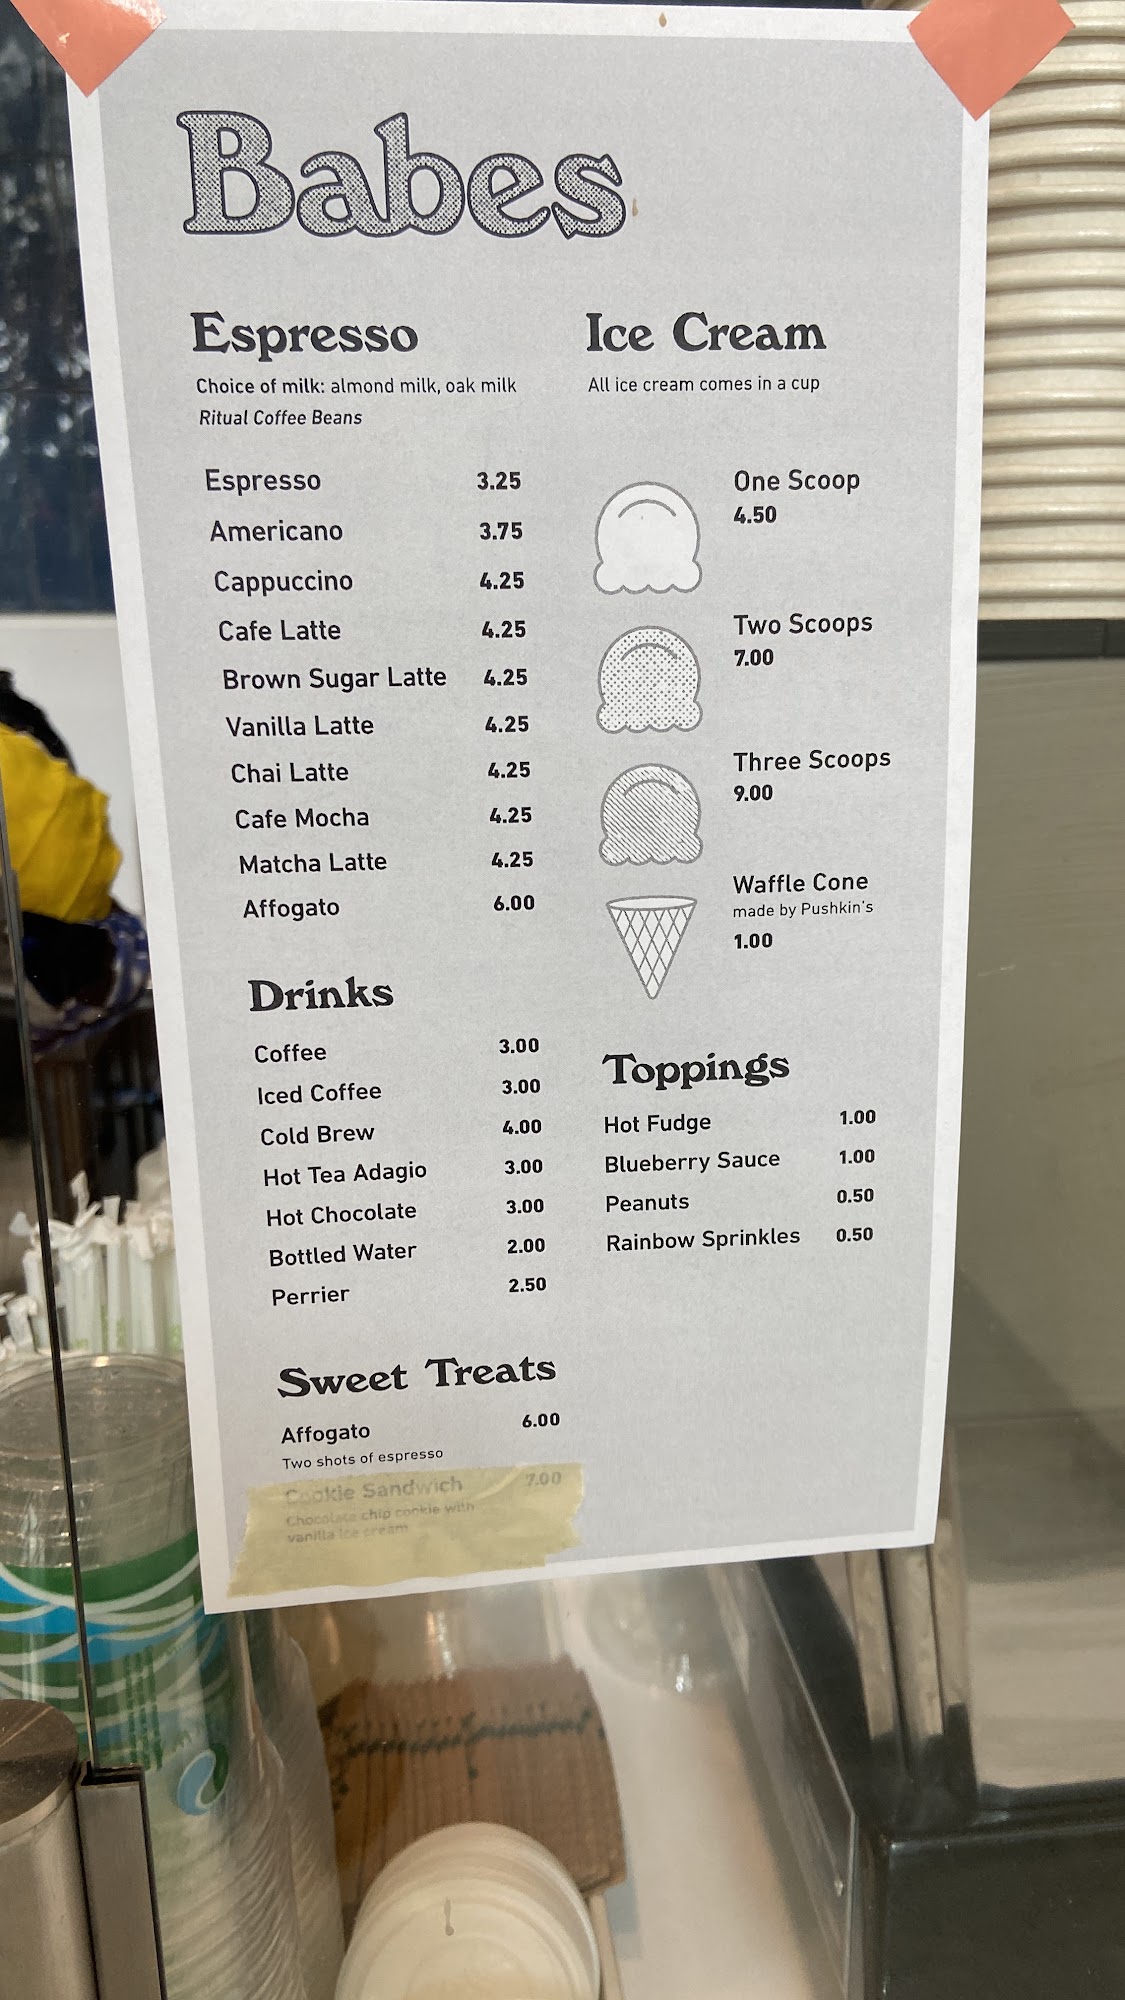 Babes
Espresso
Choice of milk: almond milk, oak milk
Ritual Coffee Beans
Espresso 3.25
Americano 3.75
Cappuccino 4.25
Cafe Latte 4.25
Brown Sugar Latte 4.25
Vanilla Latte 4.25
Chai Latte 4.25
Cafe Mocha 4.25
Matcha Latte 4.25
Affogato 6.00
Drinks
Coffee 3.00
Iced Coffee 3.00
Cold Brew 4.00
Hot Tea Adagio 3.00
Hot Chocolate 3.00
Bottled Water 2.00
Perrier 2.50
Sweet Treats
Affogato 6.00
Two shots of espresso
Cookie Sandwich 7.00
Chocolate chip cookie with
vanilla ice cream
Ice Cream
All ice cream comes in a cup
One Scoop
4.50
Two Scoops
7.00
Three Scoops
9.00
Waffle Cone
made by Pushkin's
1.00
Toppings
Hot Fudge 1.00
Blueberry Sauce 1.00
Peanuts 0.50
Rainbow Sprinkles 0.50